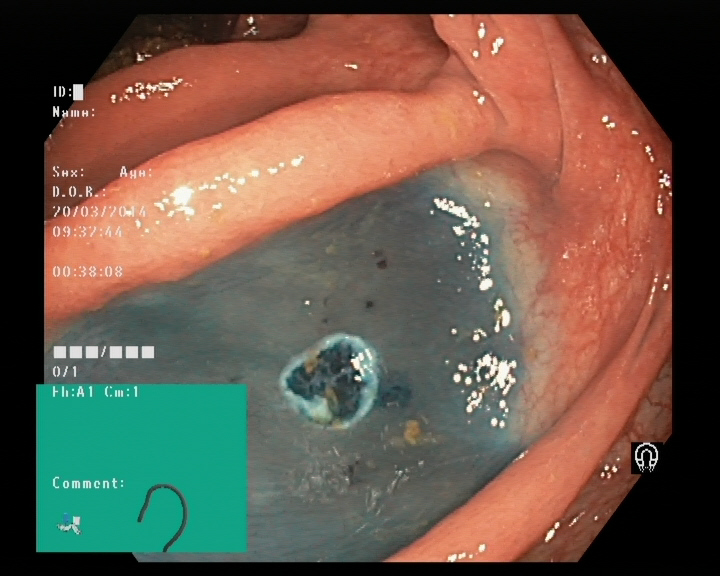 ID:
Name:
Sex: Age:
D.O.B.:
20/03/2014
09:32:44
00:38:08
/
0/1
Eh:A1 Cm:1
Comment: